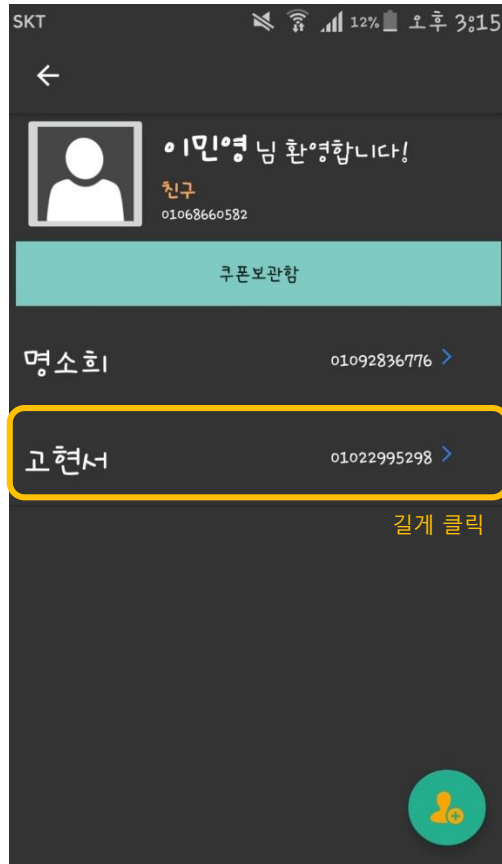 SKT 12% 오후 3:15
이민영 님 환영합니다!
친구
01068660582
쿠폰보관함
명소희 01092836776
고현서 01022995298
길게 클릭